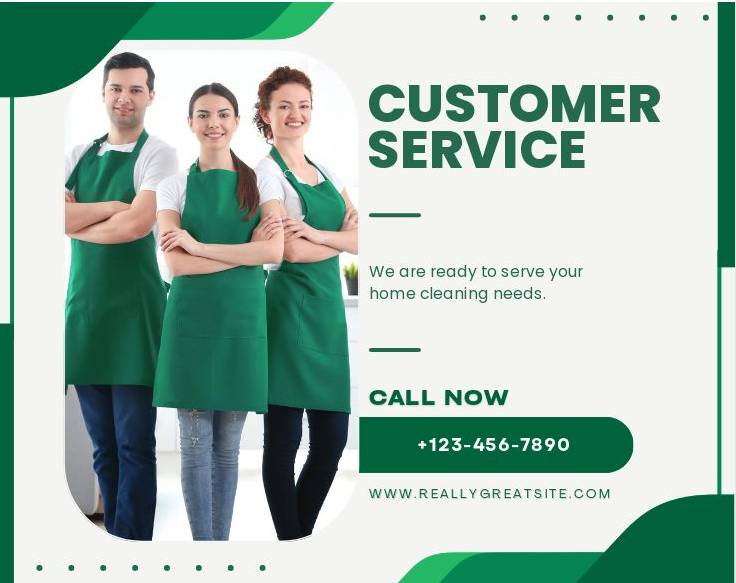 CUSTOMER
SERVICE
We are ready to serve your
home cleaning needs.
CALL NOW
+123-456-7890
WWW.REALLYGREATSITE.COM